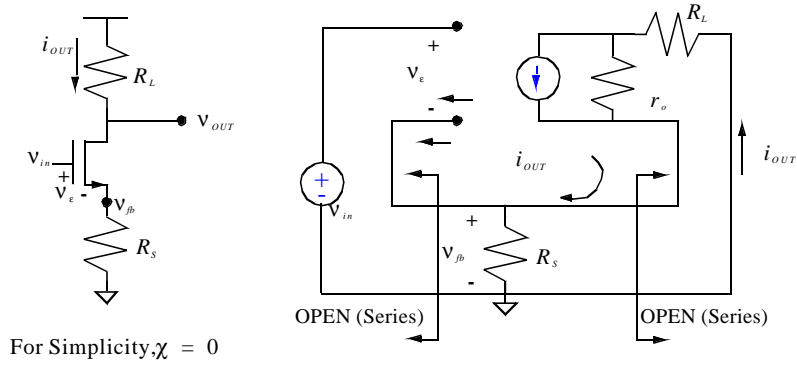 i_OUT
R_L
ν_OUT
ν_in
+
ν_ε -
ν_fb
R_S
For Simplicity,χ = 0
+
ν_ε
-
+
-
ν_in
R_L
r_o
i_OUT
i_OUT
+
ν_fb
-
R_S
OPEN (Series)
OPEN (Series)